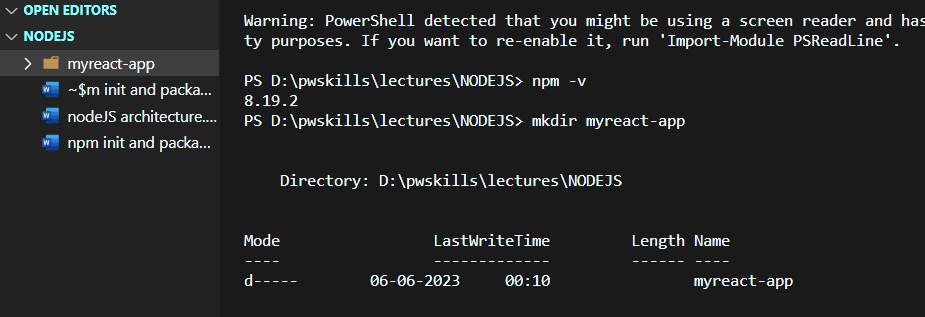 OPEN EDITORS
NODEJS
myreact-app
~$m init and packa...
nodeJS architecture....
npm init and packa...
Warning: PowerShell detected that you might be using a screen reader and has
ty purposes. If you want to re-enable it, run 'Import-Module PSReadLine'.
PS D:\pwskills\lectures\NODEJS> npm -v
8.19.2
PS D:\pwskills\lectures\NODEJS> mkdir myreact-app
Directory: D:\pwskills\lectures\NODEJS
Mode LastWriteTime Length Name
---- ------------- ------ ----
d----- 06-06-2023 00:10 myreact-app